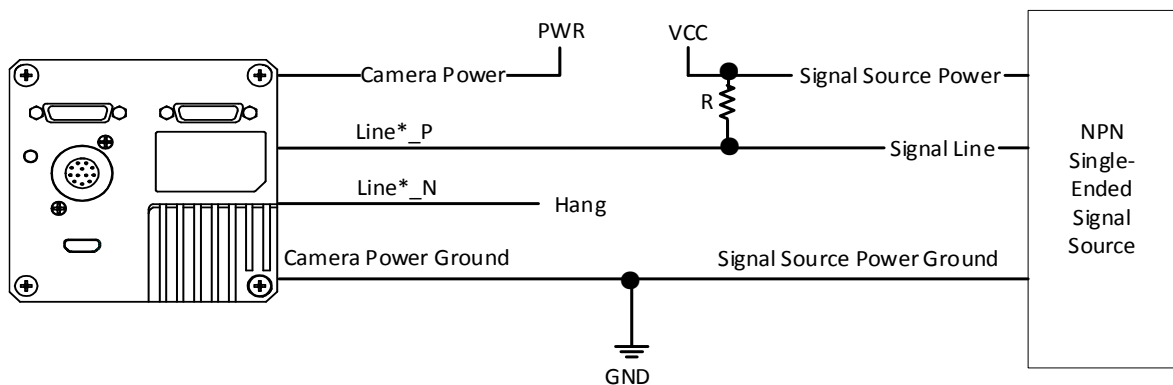 PWR
VCC
Camera Power
Signal Source Power
R
Line*_P
Signal Line
NPN
Single-
Ended
Signal
Source
Line*_N
Hang
Camera Power Ground
Signal Source Power Ground
GND